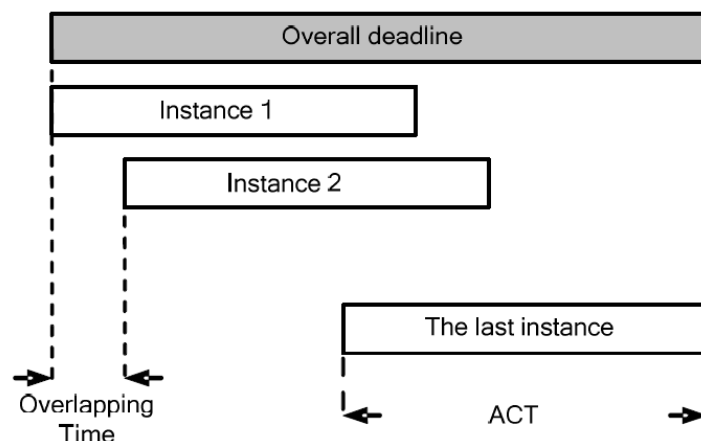 Overall deadline
Instance 1
Instance 2
The last instance
Overlapping
Time
ACT